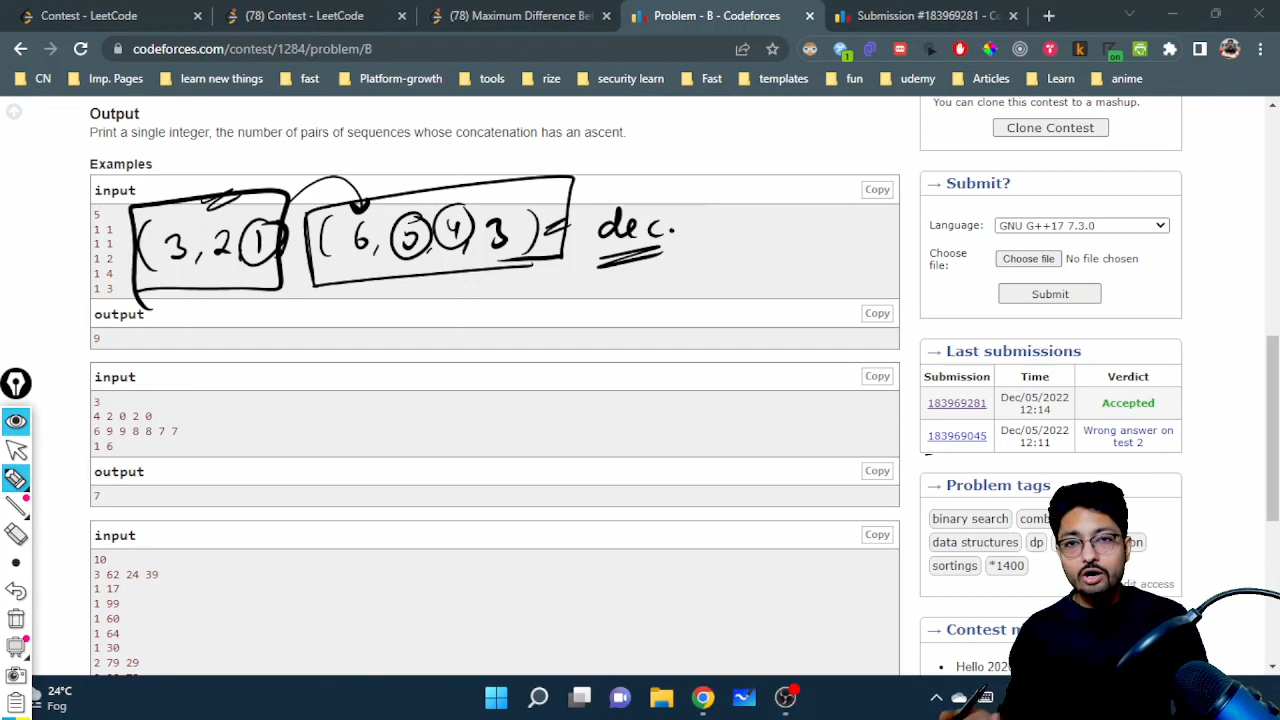 Contest - LeetCode
(78) Contest - LeetCode
(78) Maximum Difference Be
Problem - B - Codeforces
Submission #183969281 - Co
codeforces.com/contest/1284/problem/B
1
on
CN
Imp. Pages
learn new things
fast
Platform-growth
tools
rize
security learn
Fast
templates
fun
udemy
Articles
Learn
anime
Output
Print a single integer, the number of pairs of sequences whose concatenation has an ascent.
Examples
input
Copy
5
1 1
1 1
1 2
1 4
1 3
(3, 2 1 (6, 5, 4, 3) = dec.
output
Copy
9
input
Copy
3
4 2 0 2 0
6 9 9 8 8 7 7
1 6
output
Copy
7
input
Copy
10
3 62 24 39
1 17
1 99
1 60
1 64
1 30
2 79 29
You can clone this contest to a mashup.
Clone Contest
→ Submit?
Language:
GNU G++17 7.3.0
Choose file:
Choose file
No file chosen
Submit
→ Last submissions
Submission Time Verdict
183969281 Dec/05/2022 12:14 Accepted
183969045 Dec/05/2022 12:11 Wrong answer on test 2
→ Problem tags
binary search
data structures
dp
sortings
*1400
→ Contest
Hello
24°C
Fog